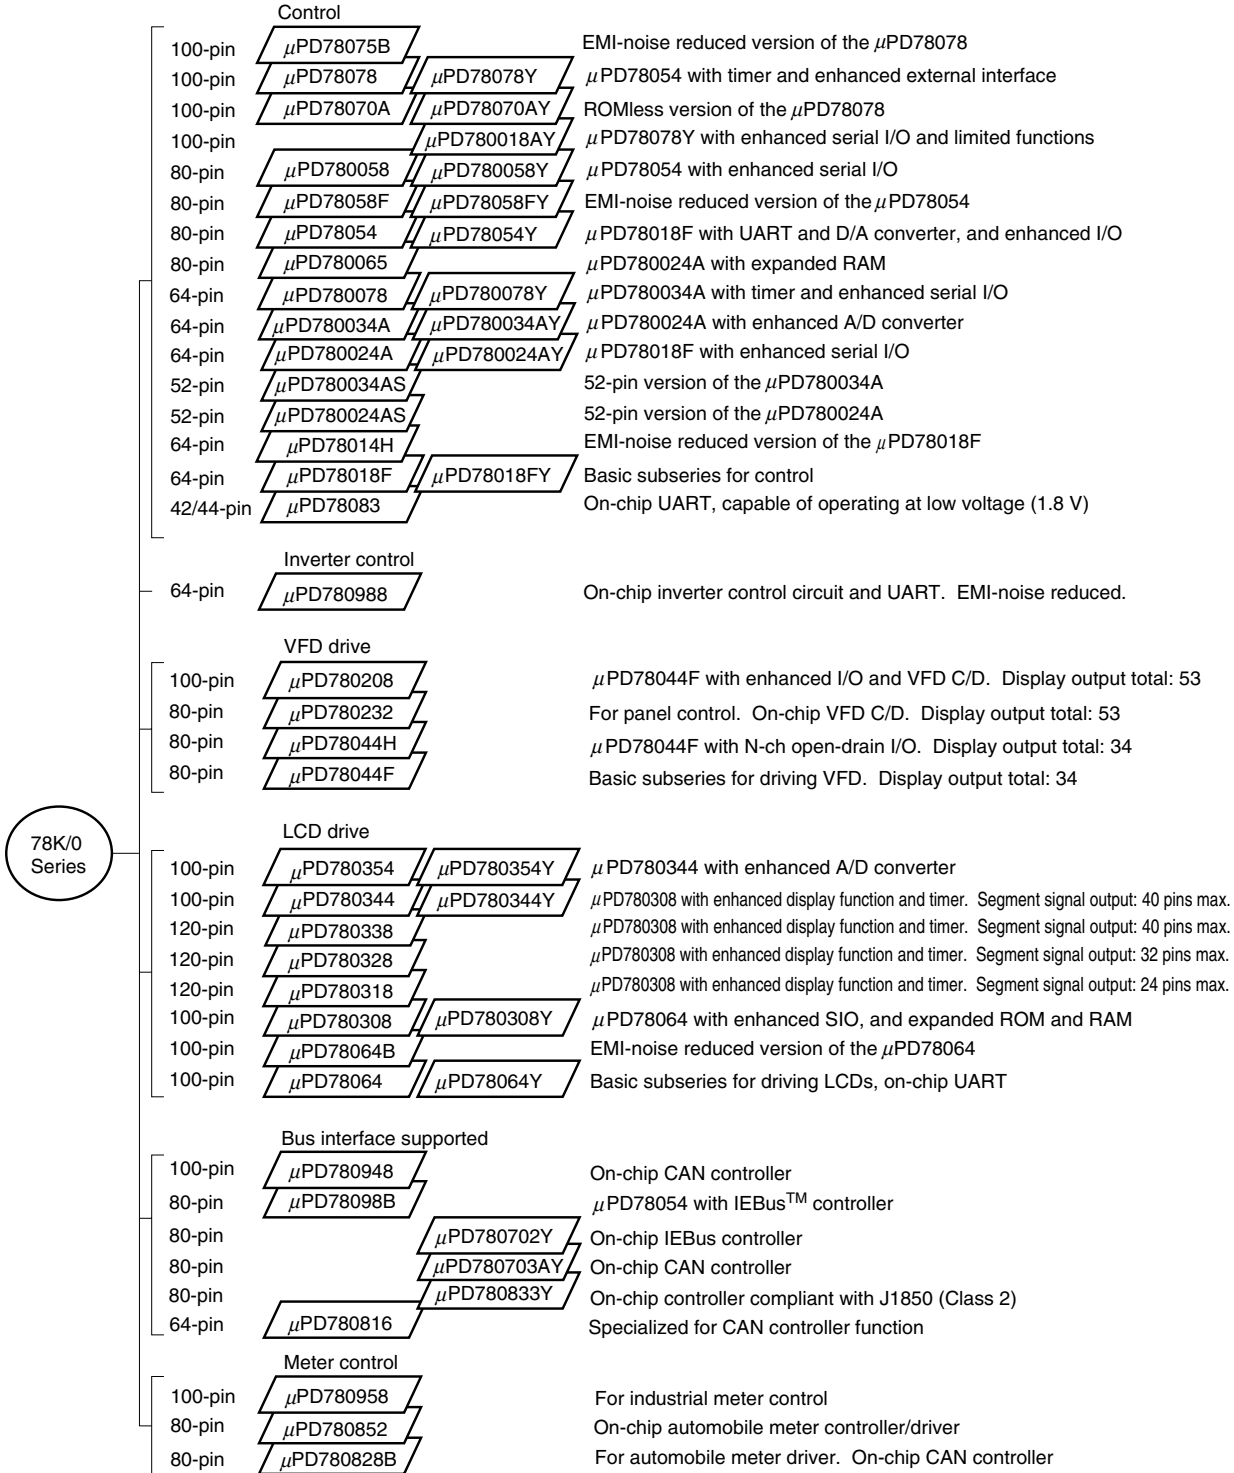 Control
100-pin μPD78075B EMI-noise reduced version of the μPD78078
100-pin μPD78078 μPD78078Y μPD78054 with timer and enhanced external interface
100-pin μPD78070A μPD78070AY ROMless version of the μPD78078
100-pin μPD780018AY μPD78078Y with enhanced serial I/O and limited functions
80-pin μPD780058 μPD780058Y μPD78054 with enhanced serial I/O
80-pin μPD78058F μPD78058FY EMI-noise reduced version of the μPD78054
80-pin μPD78054 μPD78054Y μPD78018F with UART and D/A converter, and enhanced I/O
80-pin μPD780065 μPD780024A with expanded RAM
64-pin μPD780078 μPD780078Y μPD780034A with timer and enhanced serial I/O
64-pin μPD780034A μPD780034AY μPD780024A with enhanced A/D converter
64-pin μPD780024A μPD780024AY μPD78018F with enhanced serial I/O
52-pin μPD780034AS 52-pin version of the μPD780034A
52-pin μPD780024AS 52-pin version of the μPD780024A
64-pin μPD78014H EMI-noise reduced version of the μPD78018F
64-pin μPD78018F μPD78018FY Basic subseries for control
42/44-pin μPD78083 On-chip UART, capable of operating at low voltage (1.8 V)
Inverter control
64-pin μPD780988 On-chip inverter control circuit and UART. EMI-noise reduced.
VFD drive
100-pin μPD780208 μPD78044F with enhanced I/O and VFD C/D. Display output total: 53
80-pin μPD780232 For panel control. On-chip VFD C/D. Display output total: 53
80-pin μPD78044H μPD78044F with N-ch open-drain I/O. Display output total: 34
80-pin μPD78044F Basic subseries for driving VFD. Display output total: 34
78K/0
Series
LCD drive
100-pin μPD780354 μPD780354Y μPD780344 with enhanced A/D converter
100-pin μPD780344 μPD780344Y μPD780308 with enhanced display function and timer. Segment signal output: 40 pins max.
120-pin μPD780338 μPD780308 with enhanced display function and timer. Segment signal output: 40 pins max.
120-pin μPD780328 μPD780308 with enhanced display function and timer. Segment signal output: 32 pins max.
120-pin μPD780318 μPD780308 with enhanced display function and timer. Segment signal output: 24 pins max.
100-pin μPD780308 μPD780308Y μPD78064 with enhanced SIO, and expanded ROM and RAM
100-pin μPD78064B EMI-noise reduced version of the μPD78064
100-pin μPD78064 μPD78064Y Basic subseries for driving LCDs, on-chip UART
Bus interface supported
100-pin μPD780948 On-chip CAN controller
80-pin μPD78098B μPD78054 with IEBus™ controller
80-pin μPD780702Y On-chip IEBus controller
80-pin μPD780703AY On-chip CAN controller
80-pin μPD780833Y On-chip controller compliant with J1850 (Class 2)
64-pin μPD780816 Specialized for CAN controller function
Meter control
100-pin μPD780958 For industrial meter control
80-pin μPD780852 On-chip automobile meter controller/driver
80-pin μPD780828B For automobile meter driver. On-chip CAN controller